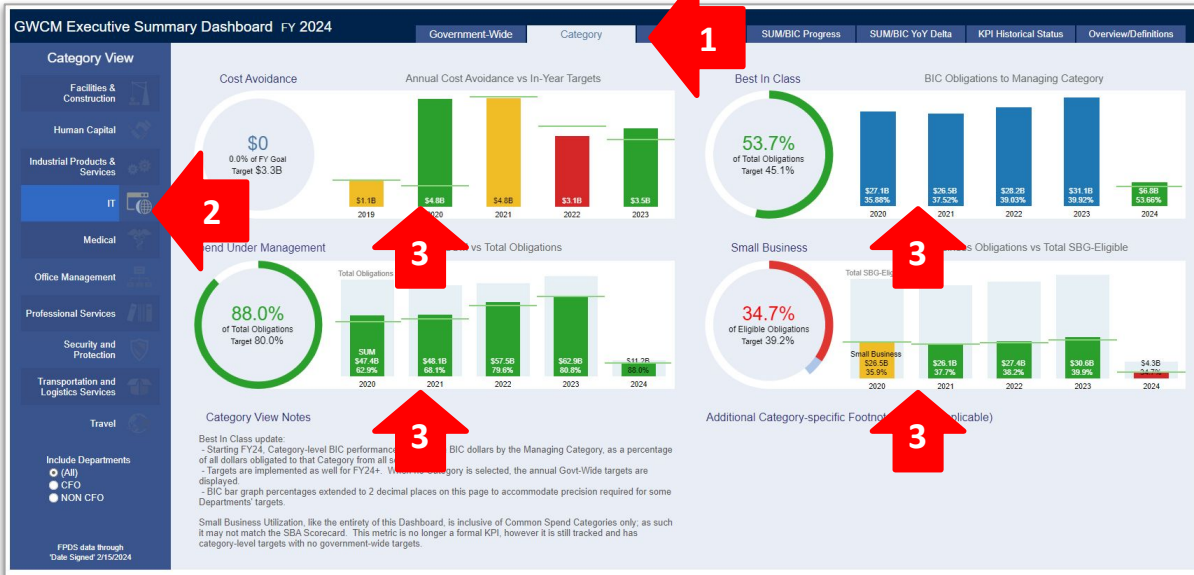 GWCM Executive Summary Dashboard FY 2024
Government-Wide
Category
1
SUM/BIC Progress
SUM/BIC YoY Delta
KPI Historical Status
Overview/Definitions
Category View
Facilities &
Construction
Human Capital
Industrial Products &
Services
IT
2
Medical
Office Management
Professional Services
Security and
Protection
Transportation and
Logistics Services
Travel
Include Departments
(All)
CFO
NON CFO
FPDS data through
'Date Signed' 2/15/2024
Cost Avoidance
$0
0.0% of FY Goal
Target $3.3B
Annual Cost Avoidance vs In-Year Targets
$1.1B
$4.8B
$4.8B
$3.1B
$3.5B
2019
2020
2021
2022
2023
3
Best In Class
53.7%
of Total Obligations
Target 45.1%
BIC Obligations to Managing Category
$27.1B
35.88%
$26.5B
37.52%
$28.2B
39.03%
$31.1B
39.92%
$6.8B
53.66%
2020
2021
2022
2023
2024
3
Under Management
88.0%
of Total Obligations
Target 80.0%
vs Total Obligations
Total Obligations
SUM
$47.4B
62.9%
$48.1B
68.1%
$57.5B
79.6%
$62.9B
80.8%
$11.2B
88.0%
2020
2021
2022
2023
2024
3
Small Business
34.7%
of Eligible Obligations
Target 39.2%
Obligations vs Total SBG-Eligible
Total
Small Business
$26.5B
35.9%
$26.1B
37.7%
$27.4B
38.2%
$30.6B
39.9%
$4.3B
34.7%
2020
2021
2022
2023
2024
3
Category View Notes
Best In Class update:
- Starting FY24, Category-level BIC performance BIC dollars by the Managing Category, as a percentage
of all dollars obligated to that Category from all
- Targets are implemented as well for FY24+. is selected, the annual Govt-Wide targets are
displayed.
- BIC bar graph percentages extended to 2 decimal places on this page to accommodate precision required for some
Departments' targets.
Small Business Utilization, like the entirety of this Dashboard, is inclusive of Common Spend Categories only; as such
it may not match the SBA Scorecard. This metric is no longer a formal KPI, however it is still tracked and has
category-level targets with no government-wide targets.
Additional Category-specific